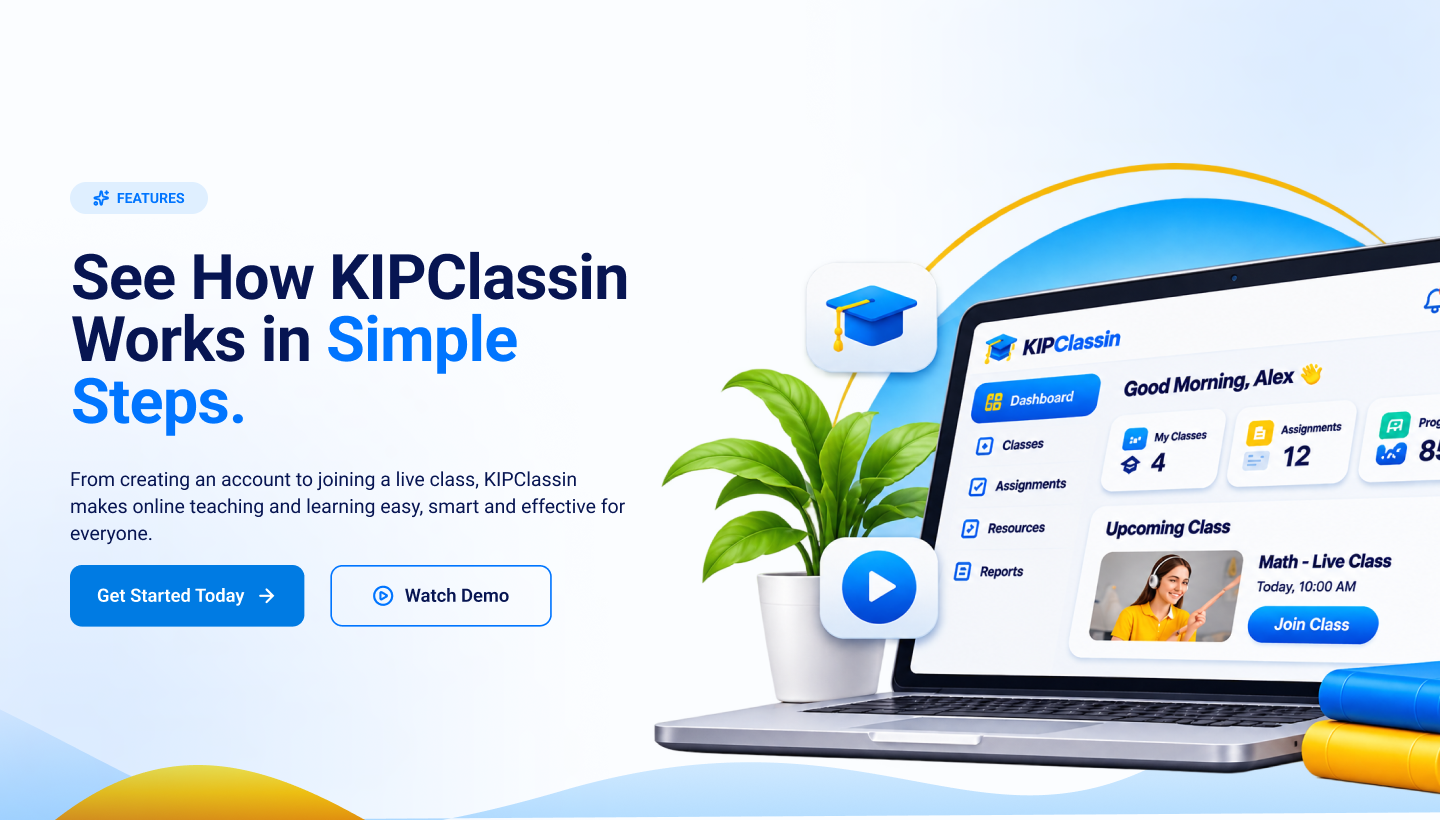 FEATURES
See How KIPClassin
Works in Simple
Steps.
From creating an account to joining a live class, KIPClassin
makes online teaching and learning easy, smart and effective for
everyone.
Get Started Today
Watch Demo
KIPClassin
Dashboard
Classes
Assignments
Resources
Reports
Good Morning, Alex 👋
My Classes
4
Assignments
12
Upcoming Class
Math - Live Class
Today, 10:00 AM
Join Class